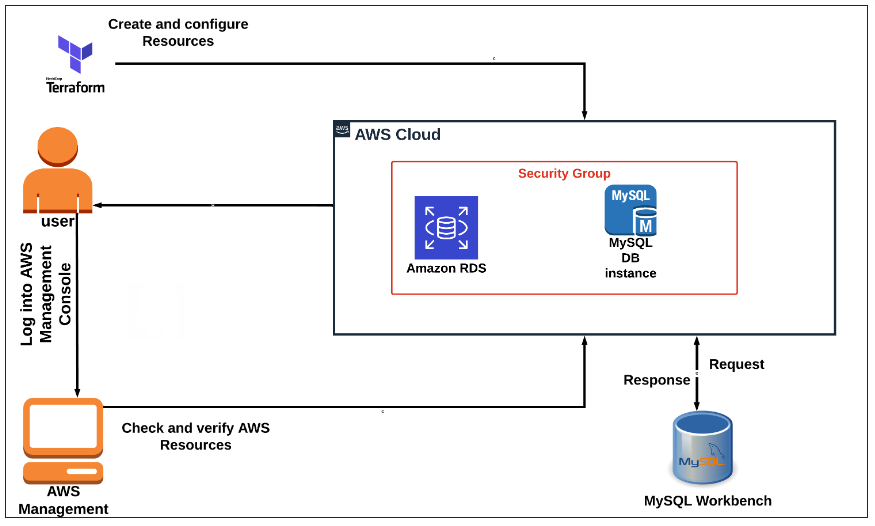 Create and configure
Resources
HashiCorp
Terraform
aws
AWS Cloud
Security Group
MySQL
M
Amazon RDS
MySQL
DB
instance
user
Log into AWS
Management
Console
Request
Response
Check and verify AWS
Resources
MySQL
AWS
Management
MySQL Workbench